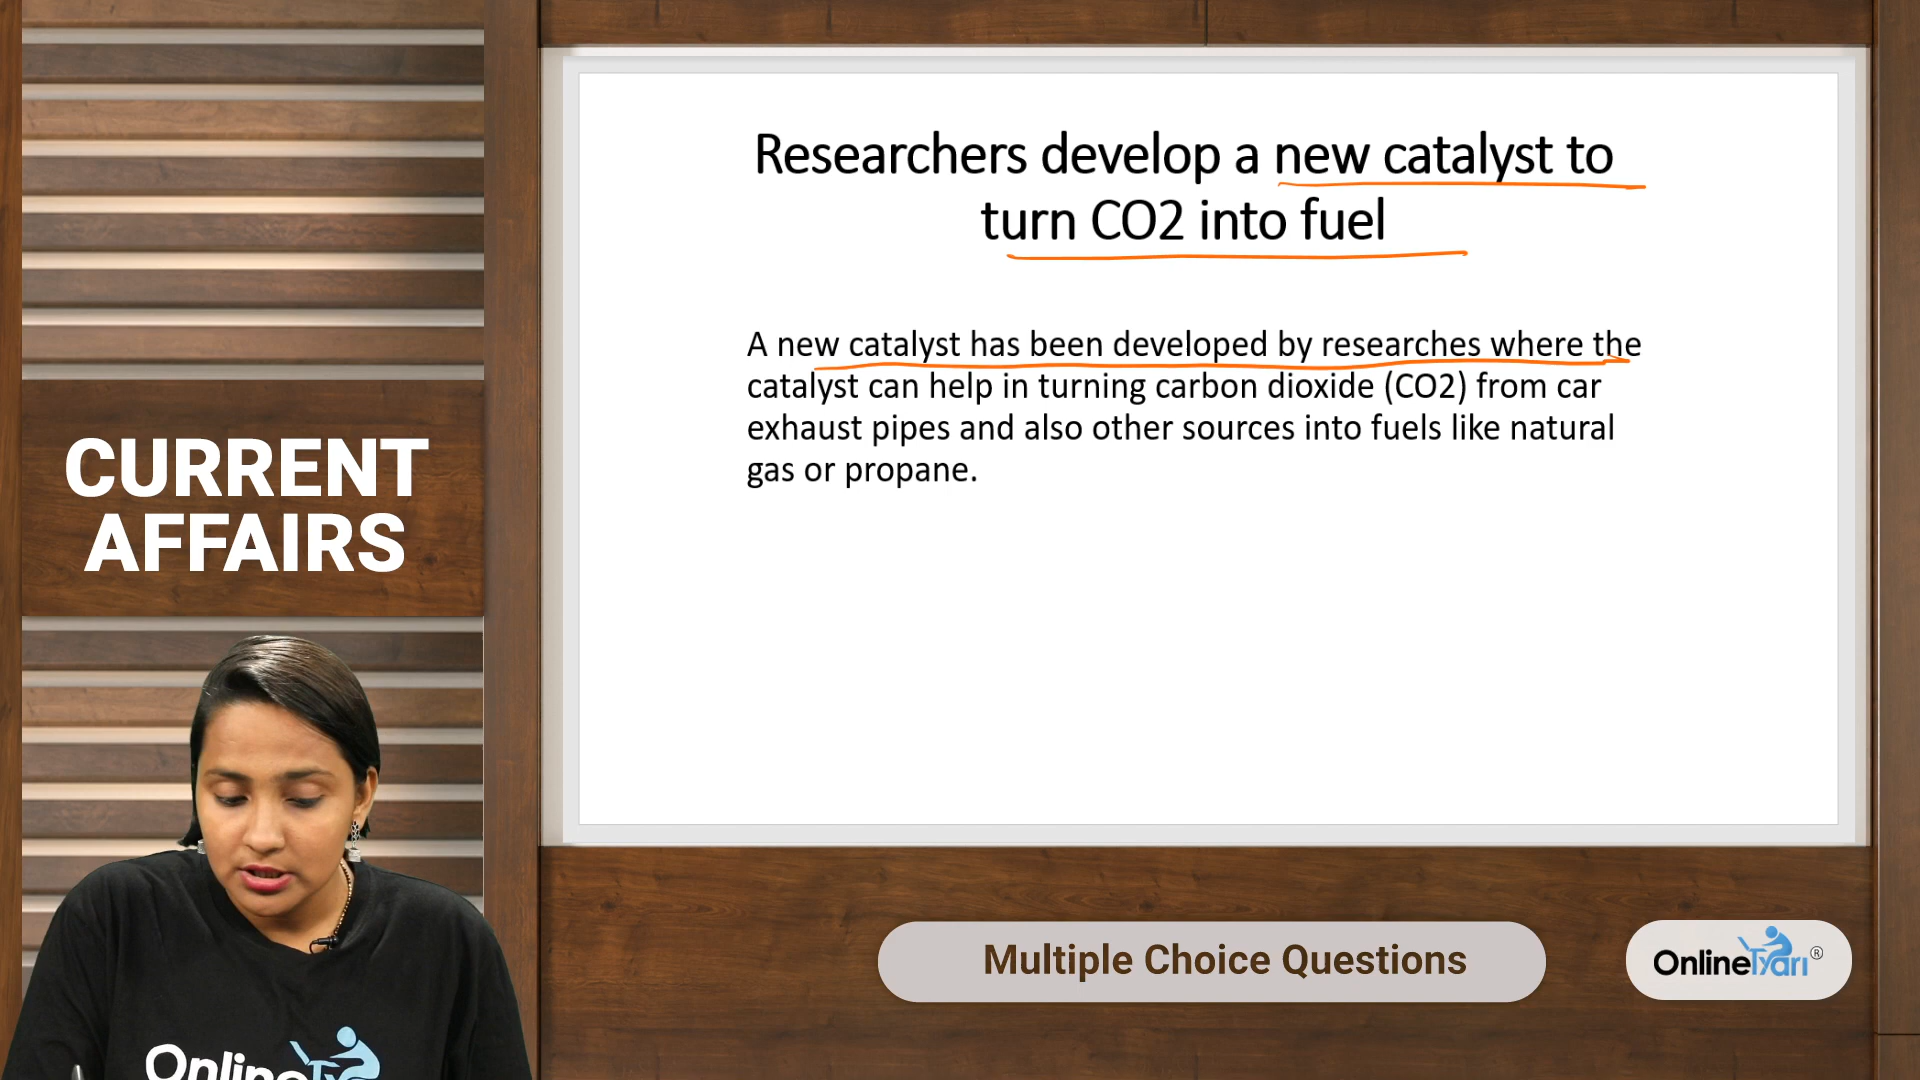 Researchers develop a new catalyst to
turn CO2 into fuel
A new catalyst has been developed by researches where the
catalyst can help in turning carbon dioxide (CO2) from car
exhaust pipes and also other sources into fuels like natural
gas or propane.
CURRENT
AFFAIRS
Multiple Choice Questions
OnlineTyari®
OnlineTy